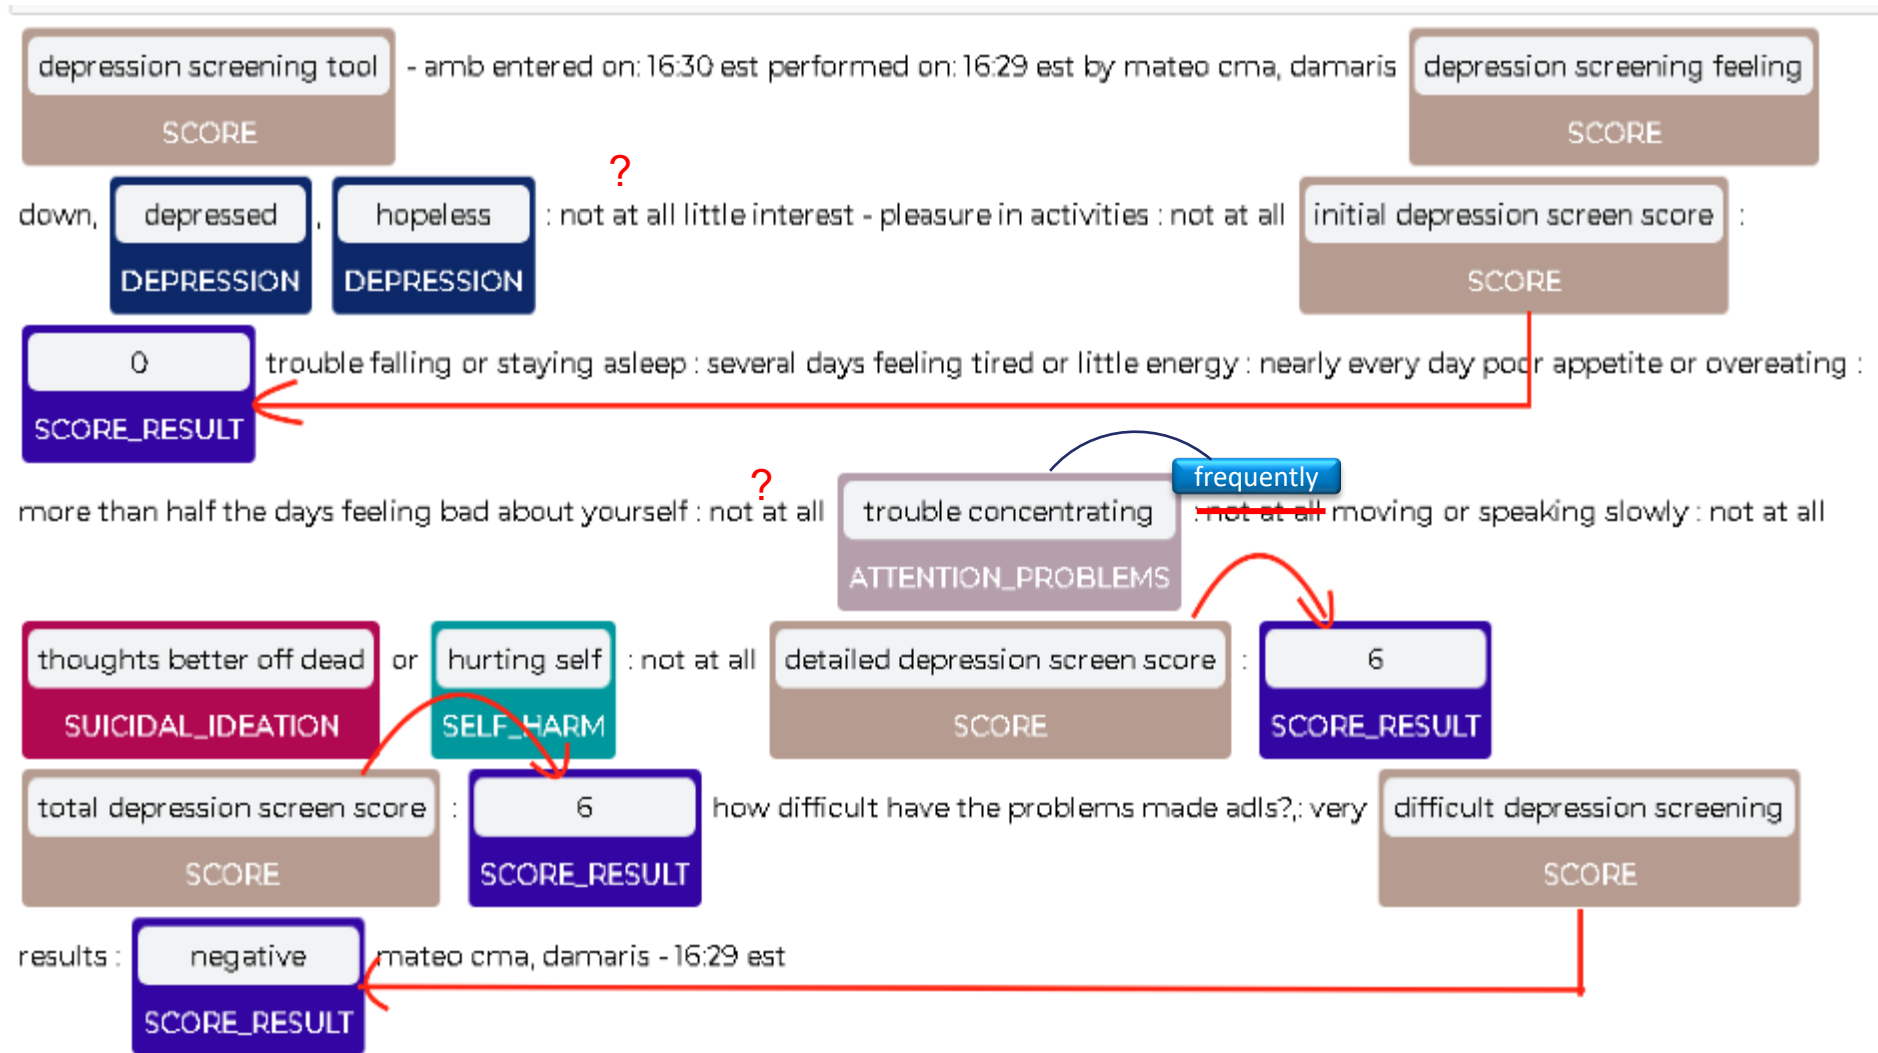 depression screening tool - amb entered on: 16:30 est performed on: 16:29 est by mateo cma, damaris depression screening feeling
SCORE SCORE
?
down, depressed , hopeless : not at all little interest - pleasure in activities : not at all initial depression screen score :
DEPRESSION DEPRESSION SCORE
0 trouble falling or staying asleep : several days feeling tired or little energy : nearly every day poor appetite or overeating :
SCORE_RESULT
? frequently
more than half the days feeling bad about yourself : not at all trouble concentrating : not at all moving or speaking slowly : not at all
ATTENTION_PROBLEMS
thoughts better off dead or hurting self : not at all detailed depression screen score : 6
SUICIDAL_IDEATION SELF_HARM SCORE SCORE_RESULT
total depression screen score : 6 how difficult have the problems made adls?,: very difficult depression screening
SCORE SCORE_RESULT SCORE
results : negative mateo cma, damaris - 16:29 est
SCORE_RESULT